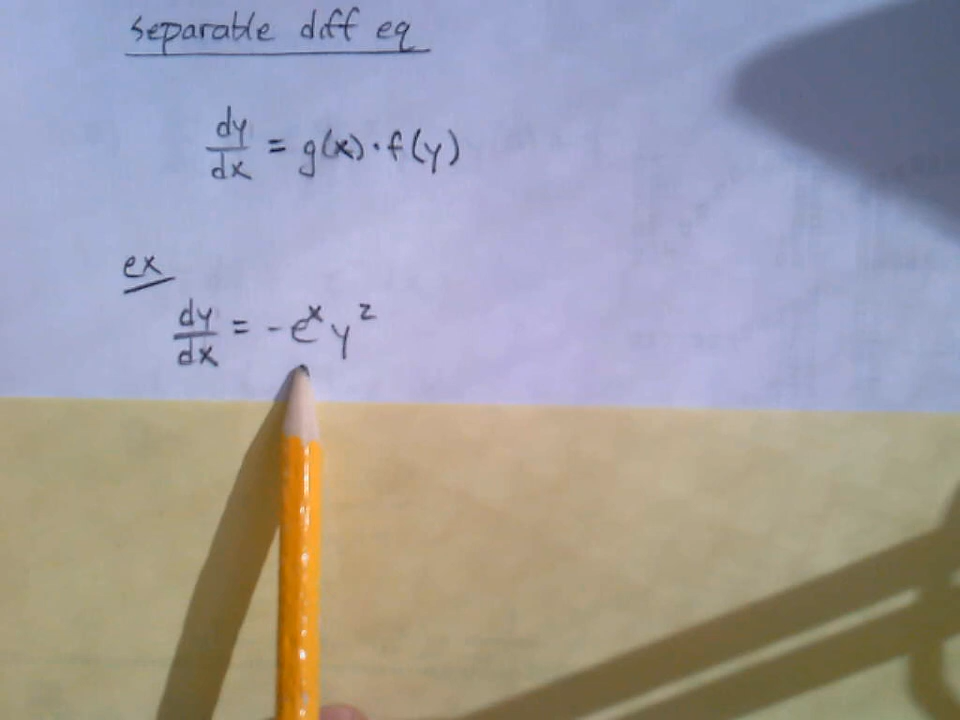 separable diff eq
dy/dx = g(x)·f(y)
ex
dy/dx = -e^x y^2